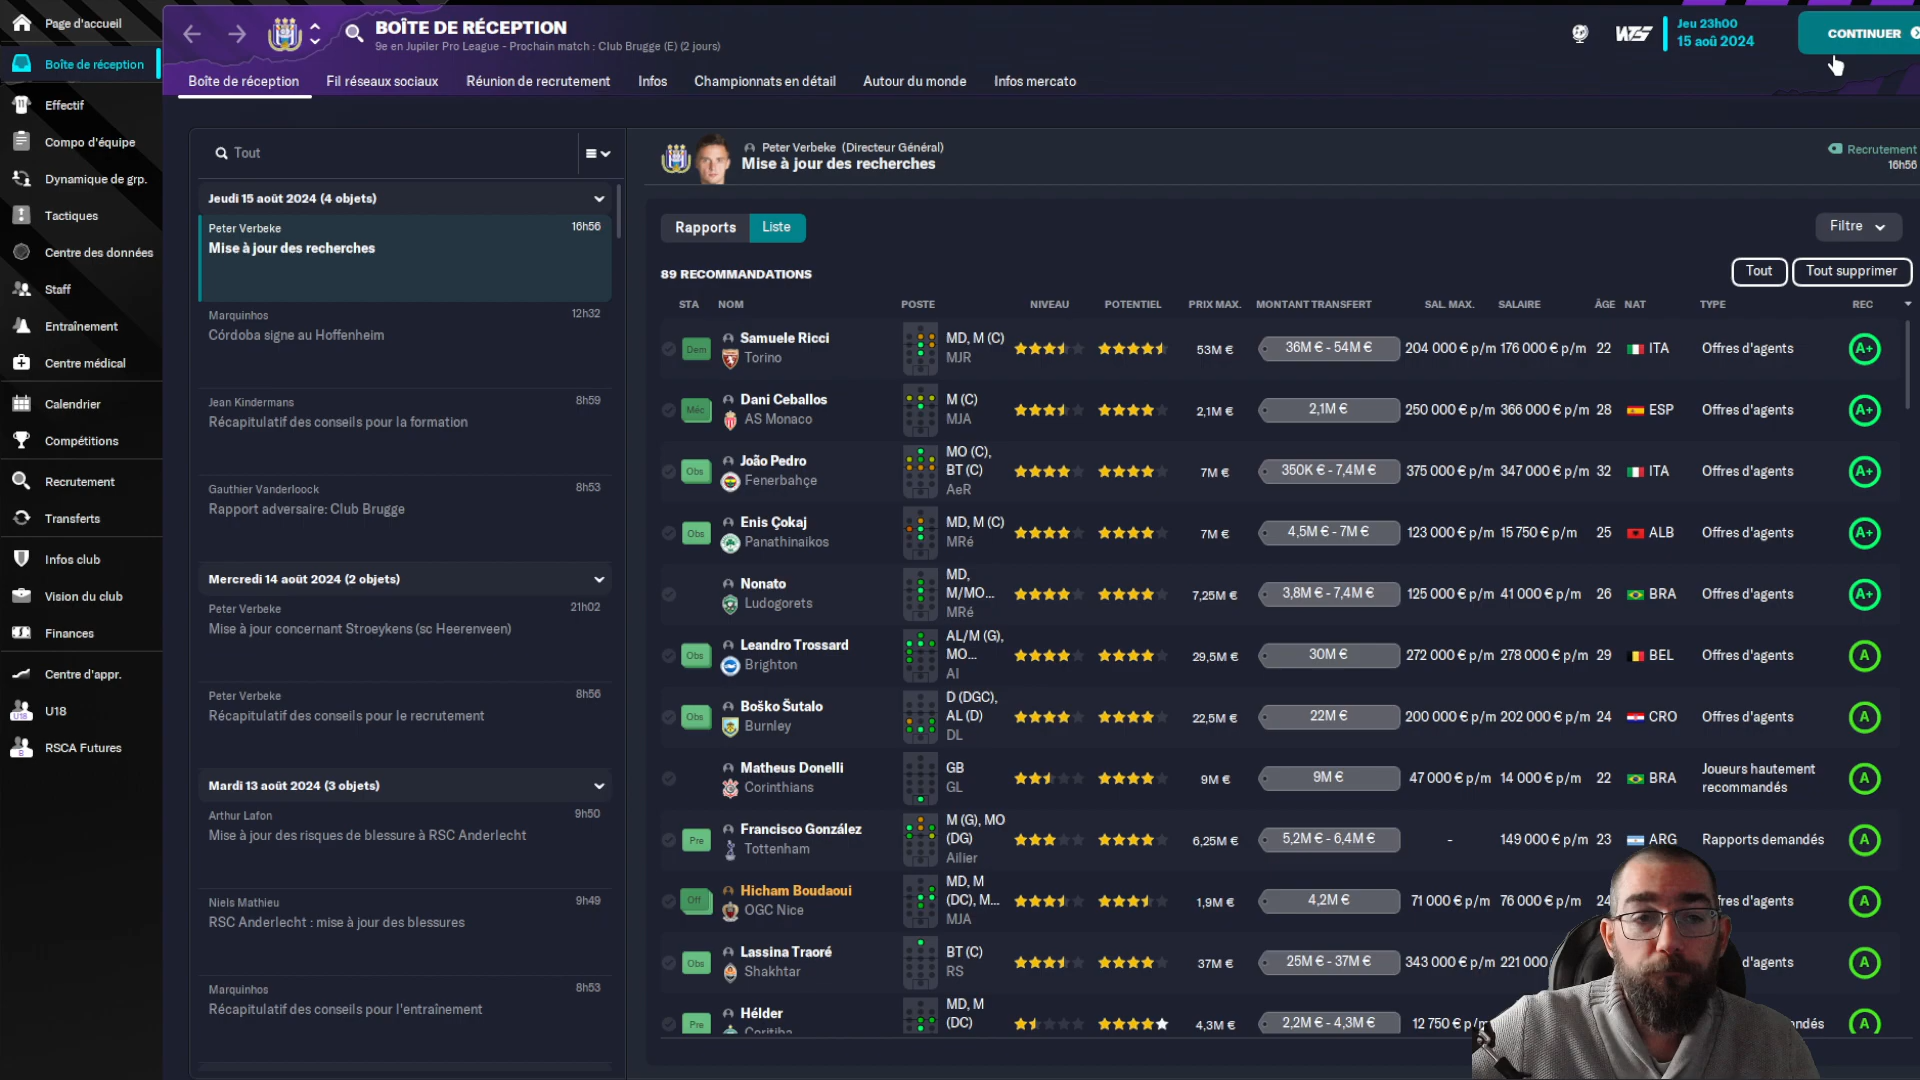 Page d'accueil
Boîte de réception
Effectif
Compo d'équipe
Dynamique de grp.
Tactiques
Centre des données
Staff
Entraînement
Centre médical
Calendrier
Compétitions
Recrutement
Transferts
Infos club
Vision du club
Finances
Centre d'appr.
U18
RSCA Futures
BOÎTE DE RÉCEPTION
9e en Jupiler Pro League - Prochain match : Club Brugge (E) (2 jours)
Jeu 23h00
15 aoû 2024
CONTINUER
Boîte de réception Fil réseaux sociaux Réunion de recrutement Infos Championnats en détail Autour du monde Infos mercato
Tout
Jeudi 15 août 2024 (4 objets)
Peter Verbeke 16h56
Mise à jour des recherches
Marquinhos 12h32
Córdoba signe au Hoffenheim
Jean Kindermans 8h59
Récapitulatif des conseils pour la formation
Gauthier Vanderloock 8h53
Rapport adversaire: Club Brugge
Mercredi 14 août 2024 (2 objets)
Peter Verbeke 21h02
Mise à jour concernant Stroeykens (sc Heerenveen)
Peter Verbeke 8h56
Récapitulatif des conseils pour le recrutement
Mardi 13 août 2024 (3 objets)
Arthur Lafon 9h50
Mise à jour des risques de blessure à RSC Anderlecht
Niels Mathieu 9h49
RSC Anderlecht : mise à jour des blessures
Marquinhos 8h53
Récapitulatif des conseils pour l'entraînement
Peter Verbeke (Directeur Général)
Mise à jour des recherches
Recrutement
16h56
Rapports Liste
Filtre
89 RECOMMANDATIONS
Tout Tout supprimer
STA NOM POSTE NIVEAU POTENTIEL PRIX MAX. MONTANT TRANSFERT SAL. MAX. SALAIRE ÂGE NAT TYPE REC
Dem Samuele Ricci Torino MD, M (C) MJR 53M € 36M € - 54M € 204 000 € p/m 176 000 € p/m 22 ITA Offres d'agents A+
Méc Dani Ceballos AS Monaco M (C) MJA 2,1M € 2,1M € 250 000 € p/m 366 000 € p/m 28 ESP Offres d'agents A+
Obs João Pedro Fenerbahçe MO (C), BT (C) AeR 7M € 350K € - 7,4M € 375 000 € p/m 347 000 € p/m 32 ITA Offres d'agents A+
Obs Enis Çokaj Panathinaikos MD, M (C) MRé 7M € 4,5M € - 7M € 123 000 € p/m 15 750 € p/m 25 ALB Offres d'agents A+
Nonato Ludogorets MD, M/MO... MRé 7,25M € 3,8M € - 7,4M € 125 000 € p/m 41 000 € p/m 26 BRA Offres d'agents A+
Obs Leandro Trossard Brighton AL/M (G), MO... AI 29,5M € 30M € 272 000 € p/m 278 000 € p/m 29 BEL Offres d'agents A
Obs Boško Šutalo Burnley D (DGC), AL (D) DL 22,5M € 22M € 200 000 € p/m 202 000 € p/m 24 CRO Offres d'agents A
Matheus Donelli Corinthians GB GL 9M € 9M € 47 000 € p/m 14 000 € p/m 22 BRA Joueurs hautement recommandés A
Pre Francisco González Tottenham M (G), MO (DG) Ailier 6,25M € 5,2M € - 6,4M € - 149 000 € p/m 23 ARG Rapports demandés A
Off Hicham Boudaoui OGC Nice MD, M (DC), M... MJA 1,9M € 4,2M € 71 000 € p/m 76 000 € p/m 24 ffres d'agents A
Obs Lassina Traoré Shakhtar BT (C) RS 37M € 25M € - 37M € 343 000 € p/m 221 000 d'agents A
Pre Hélder Coritiba MD, M (DC) 4,3M € 2,2M € - 4,3M € 12 750 € p/m ndés A